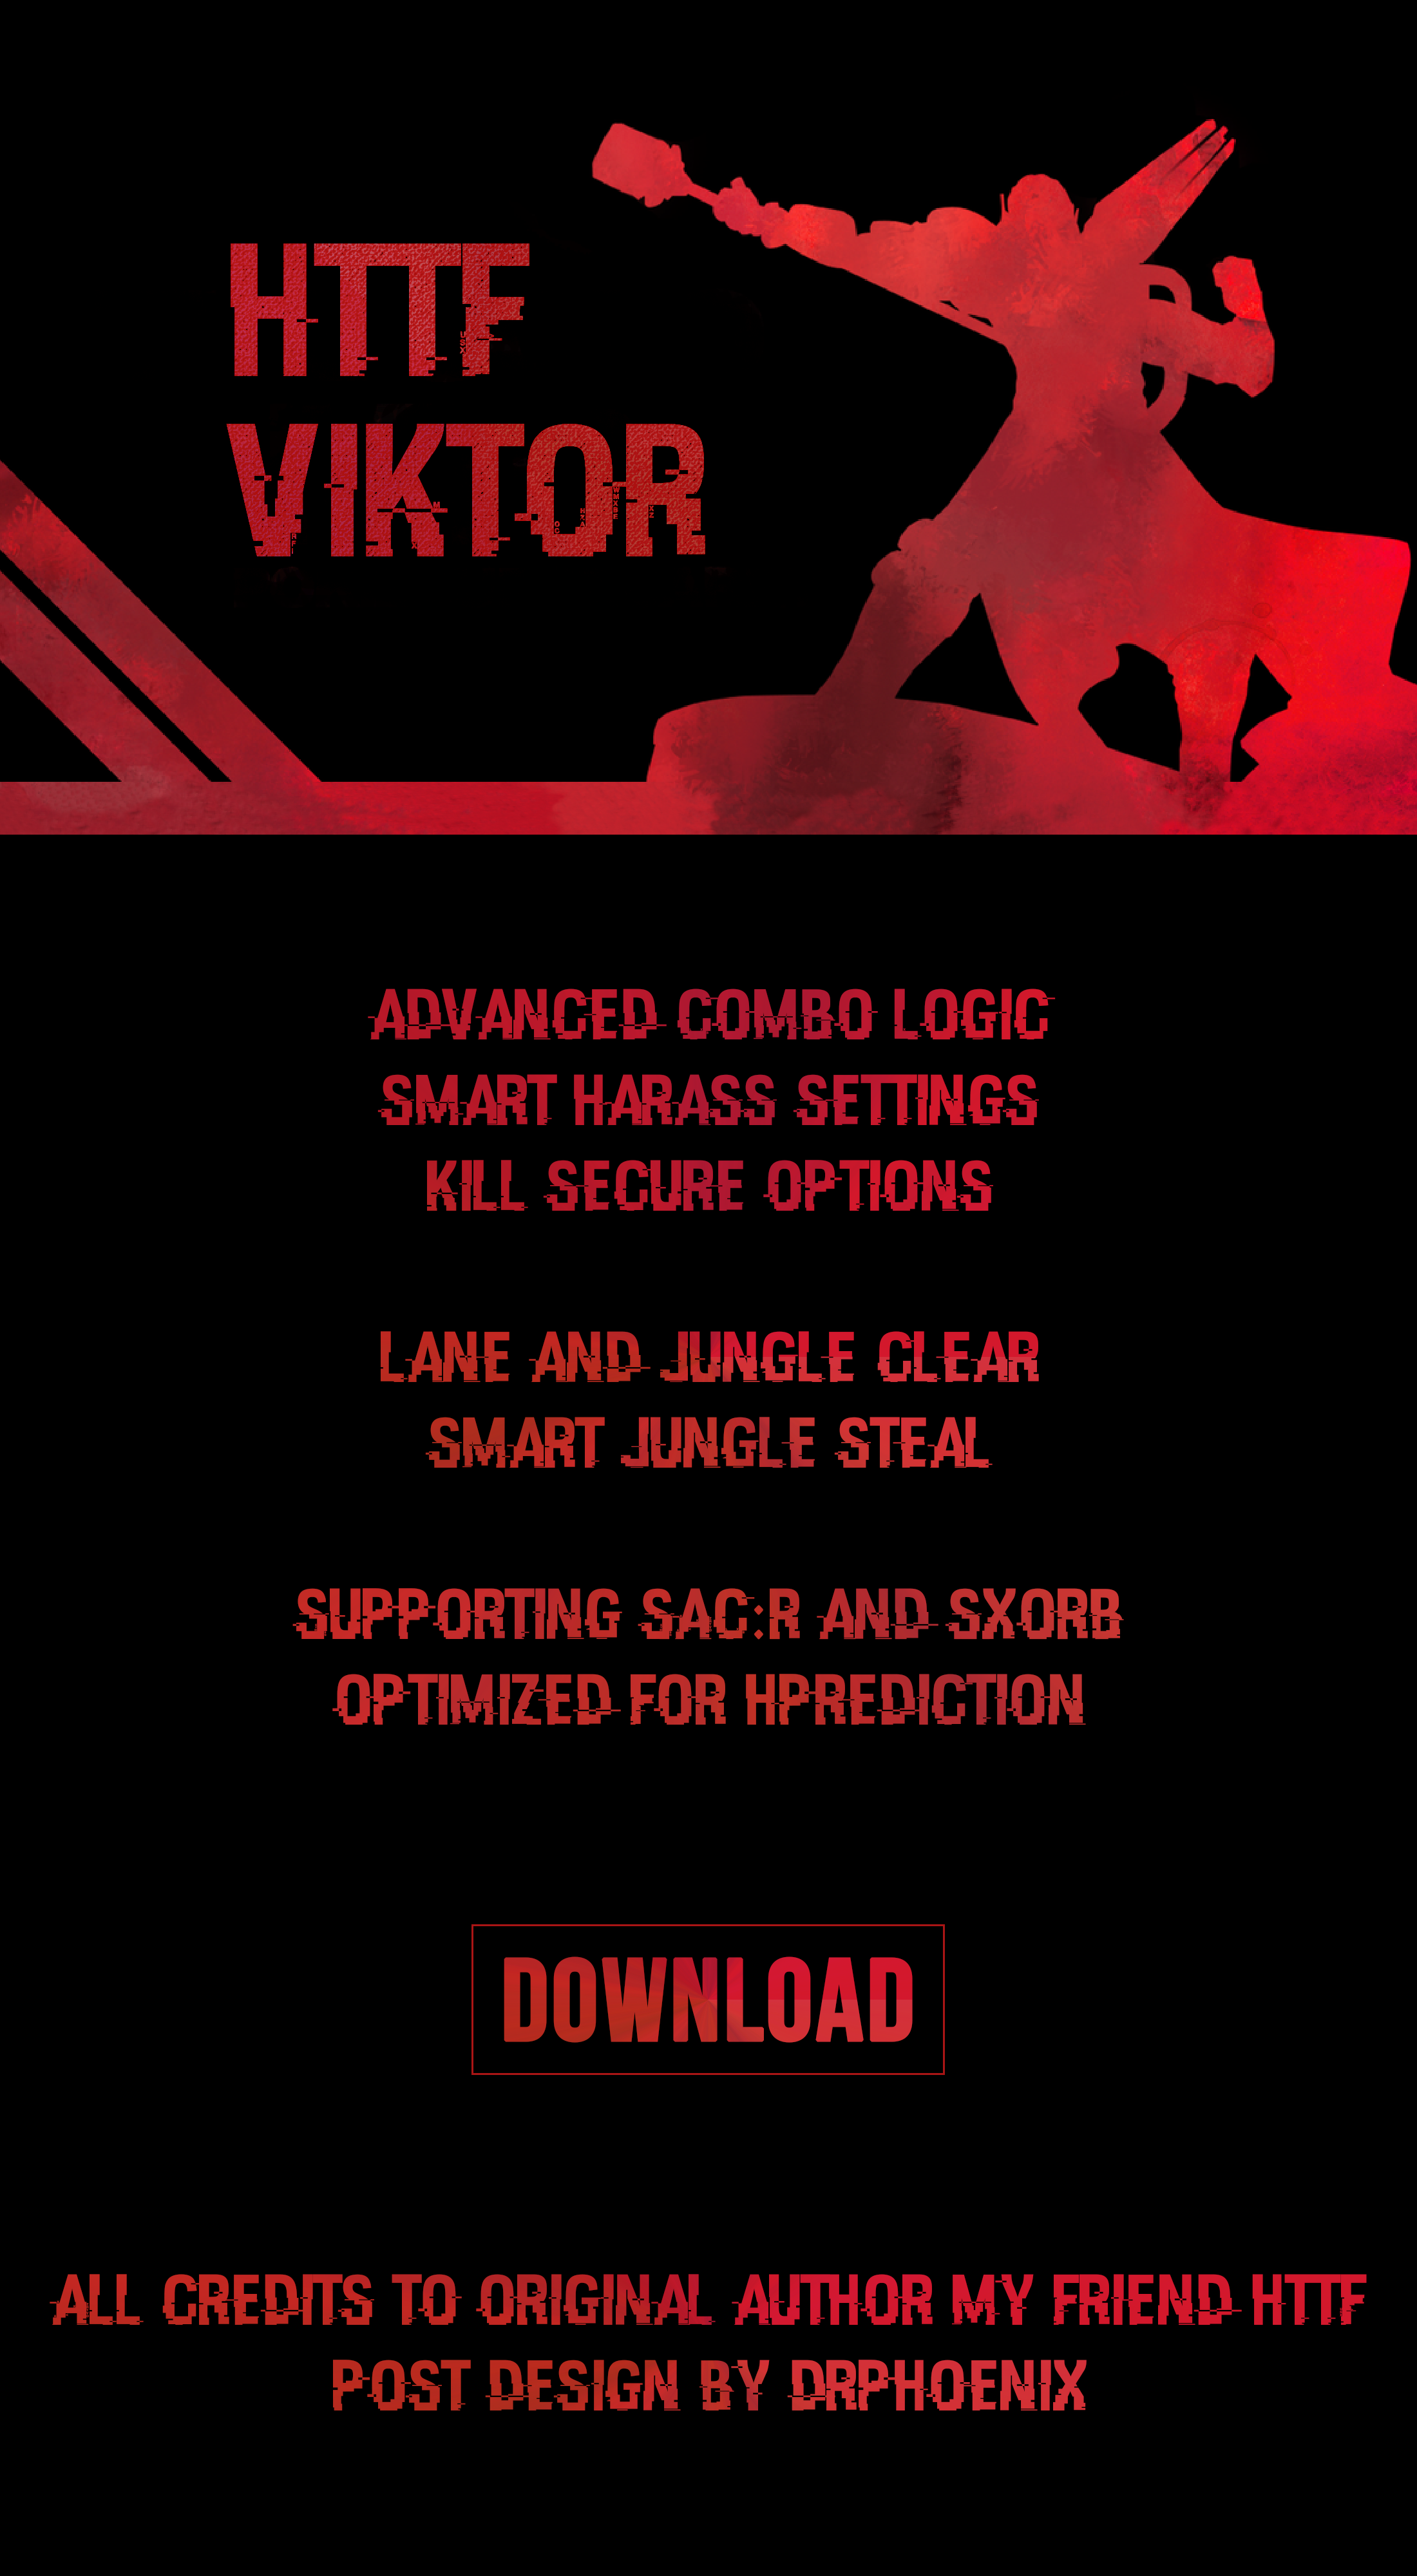 HTTF
VIKTOR
ADVANCED COMBO LOGIC
SMART HARASS SETTINGS
KILL SECURE OPTIONS
LANE AND JUNGLE CLEAR
SMART JUNGLE STEAL
SUPPORTING SAC:R AND SXORB
OPTIMIZED FOR HPREDICTION
DOWNLOAD
ALL CREDITS TO ORIGINAL AUTHOR MY FRIEND HTTF
POST DESIGN BY DRPHOENIX